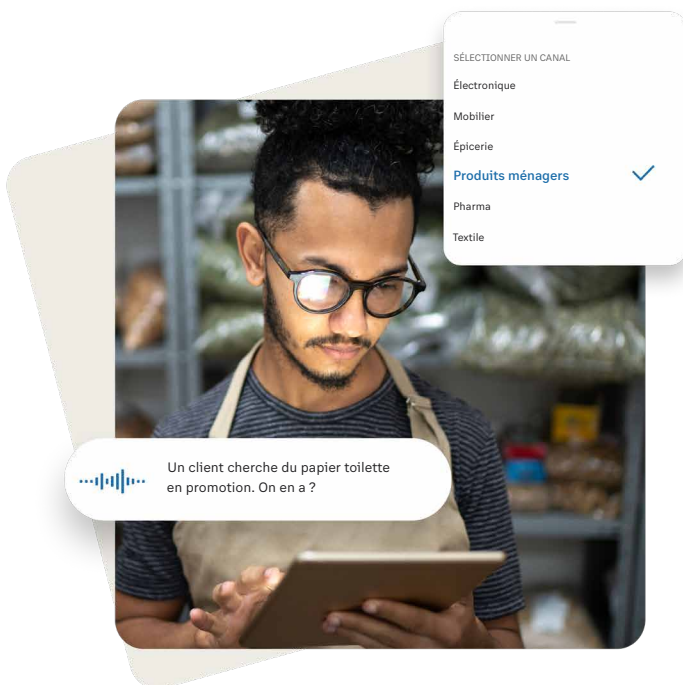 SÉLECTIONNER UN CANAL
Électronique
Mobilier
Épicerie
Produits ménagers
Pharma
Textile
Un client cherche du papier toilette
en promotion. On en a ?